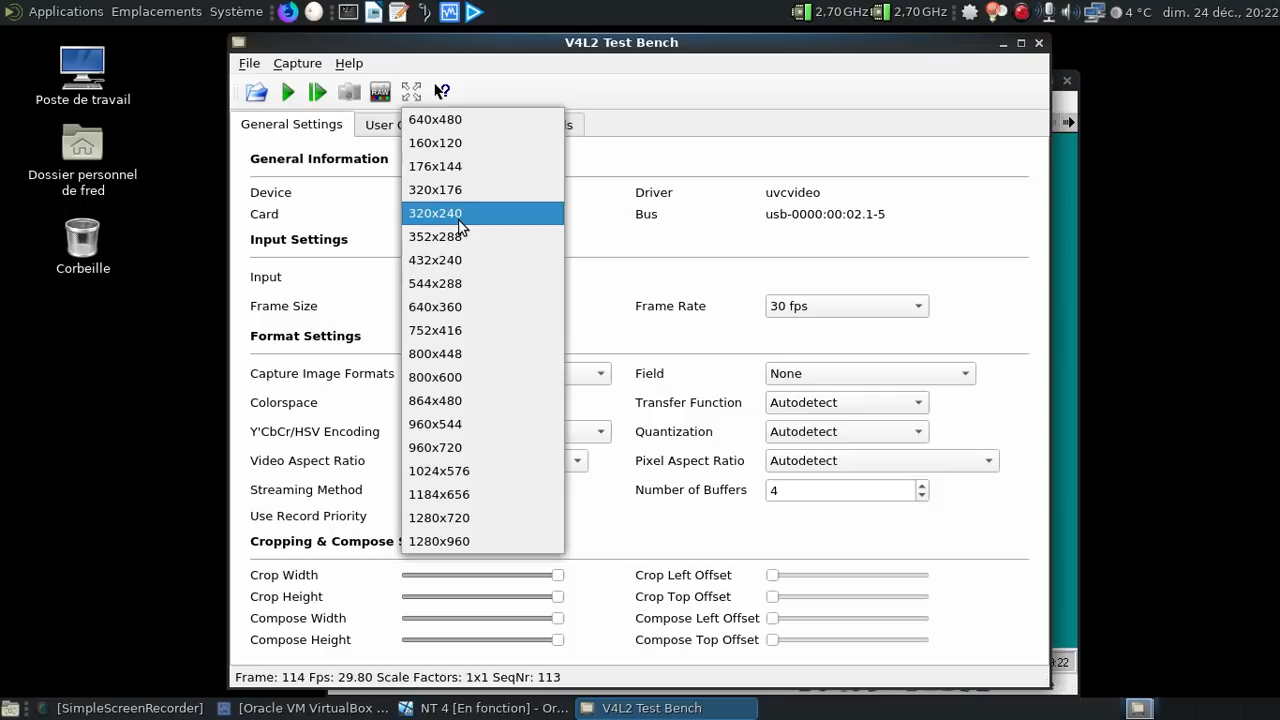 Applications Emplacements Système 2,70 GHz 2,70 GHz 4 °C dim. 24 déc., 20:22
V4L2 Test Bench
File Capture Help
RAW
General Settings User C s
Poste de travail
Dossier personnel
de fred
Corbeille
General Information
Device Driver uvcvideo
Card Bus usb-0000:00:02.1-5
Input Settings
Input
Frame Size Frame Rate 30 fps
Format Settings
Capture Image Formats Field None
Colorspace Transfer Function Autodetect
Y'CbCr/HSV Encoding Quantization Autodetect
Video Aspect Ratio Pixel Aspect Ratio Autodetect
Streaming Method Number of Buffers 4
Use Record Priority
Cropping & Compose S
Crop Width Crop Left Offset
Crop Height Crop Top Offset
Compose Width Compose Left Offset
Compose Height Compose Top Offset
640x480
160x120
176x144
320x176
320x240
352x288
432x240
544x288
640x360
752x416
800x448
800x600
864x480
960x544
960x720
1024x576
1184x656
1280x720
1280x960
Frame: 114 Fps: 29.80 Scale Factors: 1x1 SeqNr: 113
:22
[SimpleScreenRecorder] [Oracle VM VirtualBox ... NT 4 [En fonction] - Or... V4L2 Test Bench